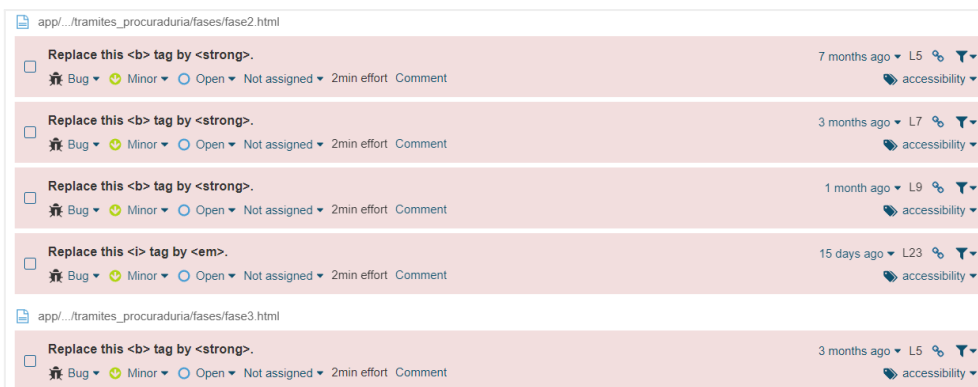 app/.../tramites_procuraduria/fases/fase2.html
Replace this <b> tag by <strong>. 7 months ago L5
Bug Minor Open Not assigned 2min effort Comment accessibility
Replace this <b> tag by <strong>. 3 months ago L7
Bug Minor Open Not assigned 2min effort Comment accessibility
Replace this <b> tag by <strong>. 1 month ago L9
Bug Minor Open Not assigned 2min effort Comment accessibility
Replace this <i> tag by <em>. 15 days ago L23
Bug Minor Open Not assigned 2min effort Comment accessibility
app/.../tramites_procuraduria/fases/fase3.html
Replace this <b> tag by <strong>. 3 months ago L5
Bug Minor Open Not assigned 2min effort Comment accessibility